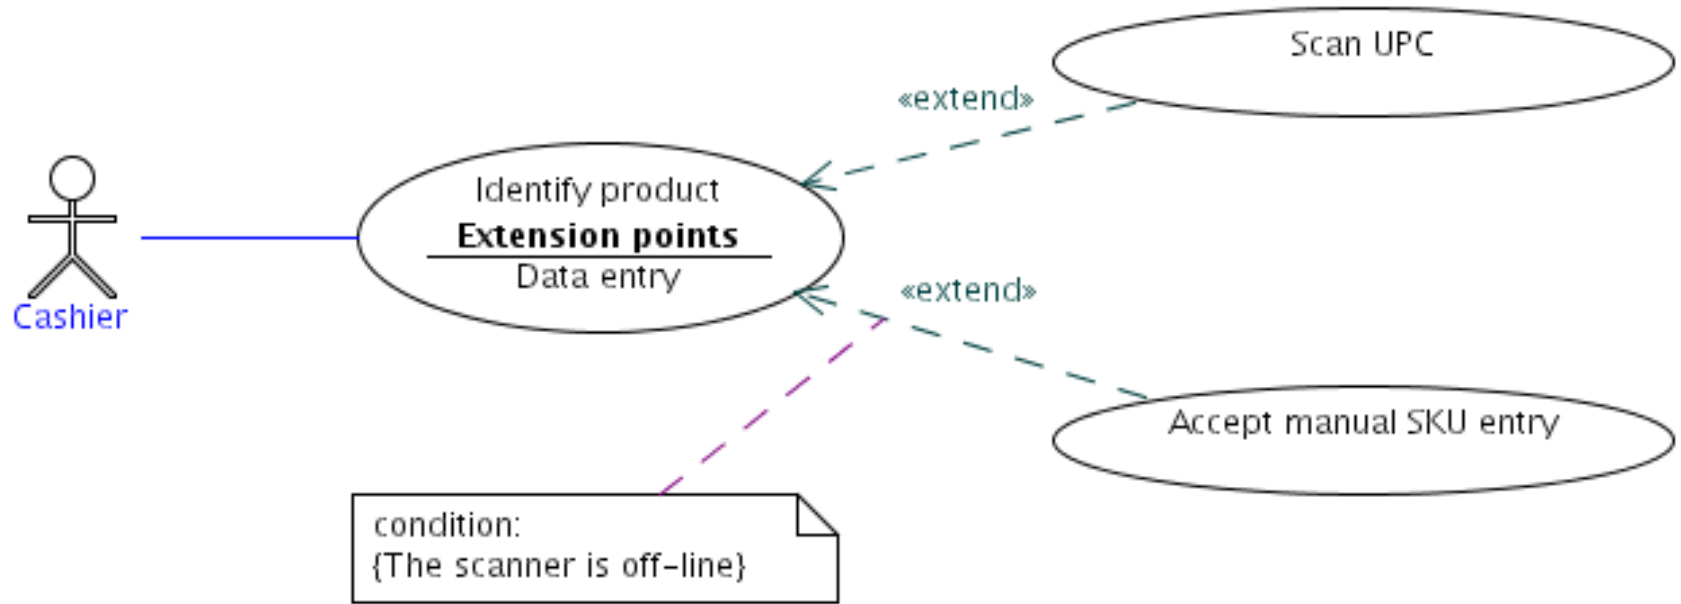 Scan UPC
«extend»
Identify product
Extension points
Data entry
«extend»
Cashier
Accept manual SKU entry
condition:
{The scanner is off-line}